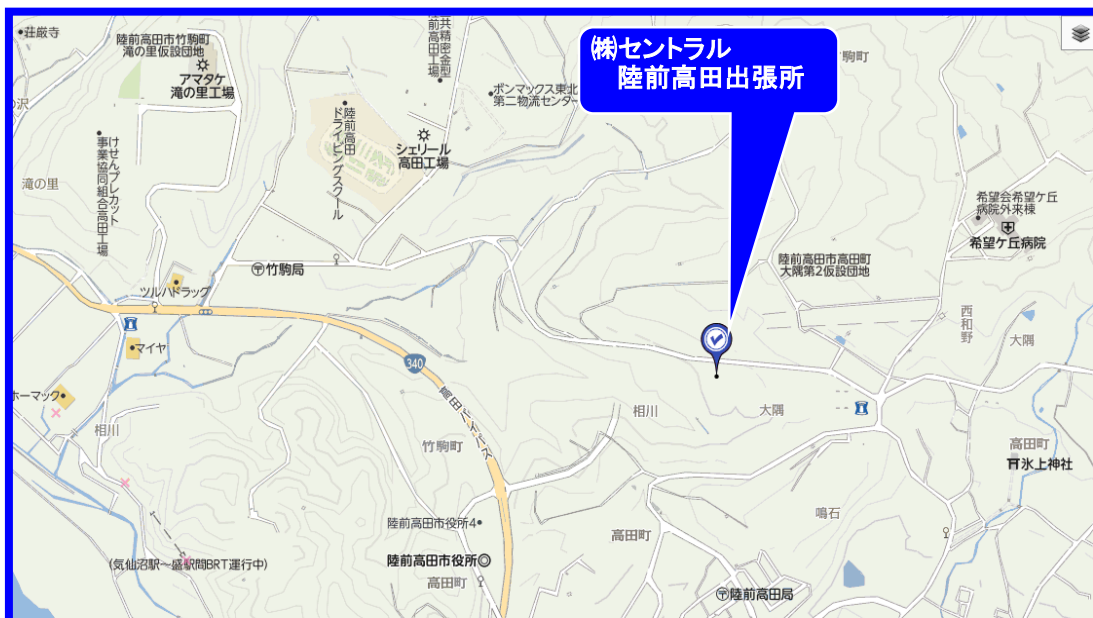 荘厳寺
陸前高田市竹駒町
滝の里仮設団地
アマタケ
滝の里工場
共精密金型
前高田工場
㈱セントラル
陸前高田出張所
駒町
ボンマックス東北
第二物流センター
の沢
陸前高田
ドライビングスクール
シェリール
高田工場
けせんプレカット
事業協同組合高田工場
滝の里
希望会希望ケ丘
病院外来棟
希望ケ丘病院
竹駒局
陸前高田市高田町
大隅第2仮設団地
ツルハドラッグ
西和野
大隅
マイヤ
340
高田バイパス
ホーマック
相川
竹駒町
相川
大隅
高田町
氷上神社
陸前高田市役所4
高田町
鳴石
(気仙沼駅～盛駅間BRT運行中)
陸前高田市役所
高田町
陸前高田局